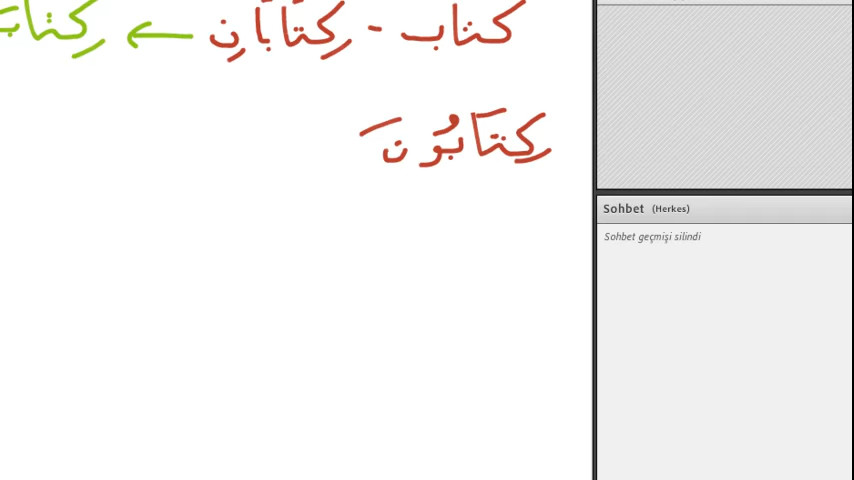 كتاب - كِتَابَانِ ←
كِتَابُونَ
Sohbet (Herkes)
Sohbet geçmişi silindi